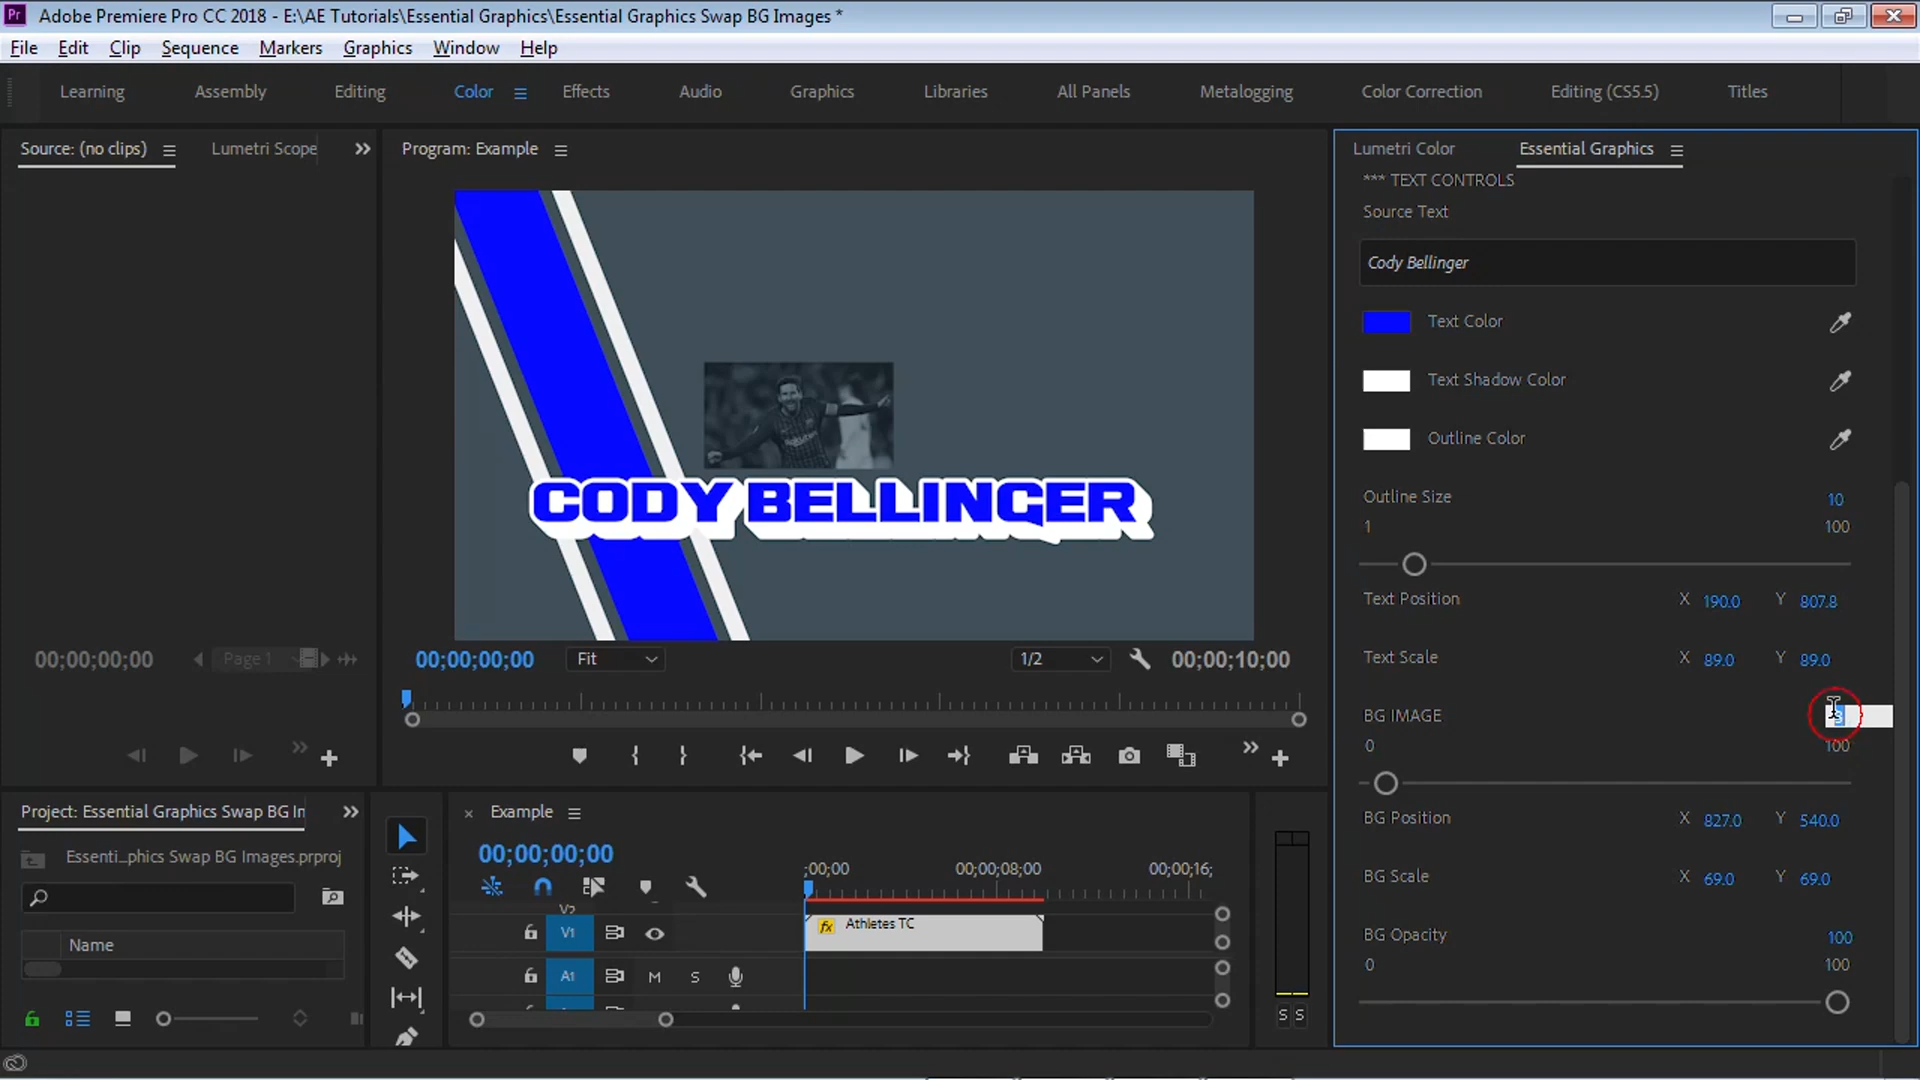 Pr Adobe Premiere Pro CC 2018 - E:\AE Tutorials\Essential Graphics\Essential Graphics Swap BG Images *
File Edit Clip Sequence Markers Graphics Window Help
Learning Assembly Editing Color Effects Audio Graphics Libraries All Panels Metalogging Color Correction Editing (CS5.5) Titles
Source: (no clips) Lumetri Scope
Program: Example
CODY BELLINGER
00;00;00;00 Page 1
00;00;00;00 Fit 1/2 00;00;10;00
Lumetri Color Essential Graphics
*** TEXT CONTROLS
Source Text
Cody Bellinger
Text Color
Text Shadow Color
Outline Color
Outline Size 10
1 100
Text Position X 190.0 Y 807.8
Text Scale X 89.0 Y 89.0
BG IMAGE
0 100
BG Position X 827.0 Y 540.0
BG Scale X 69.0 Y 69.0
BG Opacity 100
0 100
Project: Essential Graphics Swap BG In
Essenti...phics Swap BG Images.prproj
Name
× Example
00;00;00;00
;00;00 00;00;08;00 00;00;16;
V1 fx Athletes TC
A1 M S
S S